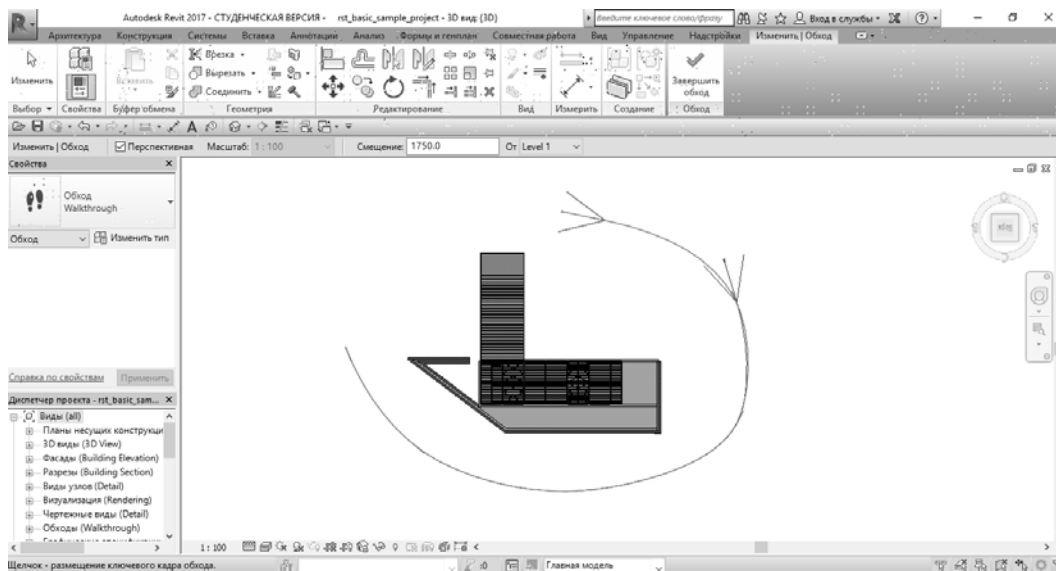 Autodesk Revit 2017 - СТУДЕНЧЕСКАЯ ВЕРСИЯ - rst_basic_sample_project - 3D вид: {3D}
Введите ключевое слово/фразу
Вход в службы
Архитектура Конструкция Системы Вставка Аннотации Анализ Формы и генплан Совместная работа Вид Управление Надстройки Изменить | Обход
Изменить
Вставить
Врезка
Вырезать
Соединить
Завершить
обход
Выбор Свойства Буфер обмена Геометрия Редактирование Вид Измерить Создание Обход
Изменить | Обход Перспективная Масштаб: 1 : 100 Смещение: 1750.0 От Level 1
Свойства
Обход
Walkthrough
Обход Изменить тип
Справка по свойствам Применить
Диспетчер проекта - rst_basic_sam...
Виды (all)
Планы несущих конструкци
3D виды (3D View)
Фасады (Building Elevation)
Разрезы (Building Section)
Виды узлов (Detail)
Визуализация (Rendering)
Чертежные виды (Detail)
Обходы (Walkthrough)
1 : 100
Щелчок - размещение ключевого кадра обхода.
:0
Главная модель